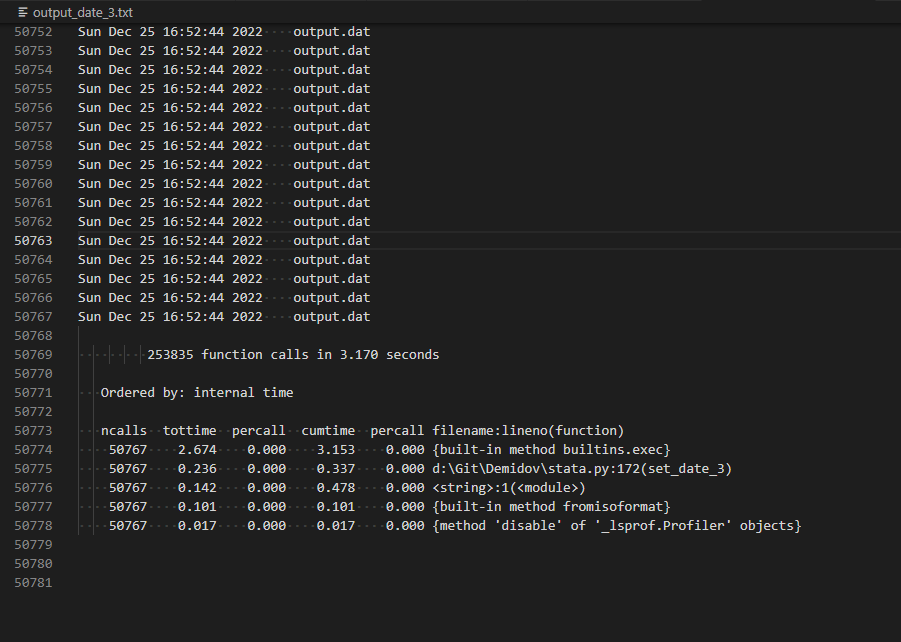 output_date_3.txt
50752 Sun Dec 25 16:52:44 2022    output.dat
50753 Sun Dec 25 16:52:44 2022    output.dat
50754 Sun Dec 25 16:52:44 2022    output.dat
50755 Sun Dec 25 16:52:44 2022    output.dat
50756 Sun Dec 25 16:52:44 2022    output.dat
50757 Sun Dec 25 16:52:44 2022    output.dat
50758 Sun Dec 25 16:52:44 2022    output.dat
50759 Sun Dec 25 16:52:44 2022    output.dat
50760 Sun Dec 25 16:52:44 2022    output.dat
50761 Sun Dec 25 16:52:44 2022    output.dat
50762 Sun Dec 25 16:52:44 2022    output.dat
50763 Sun Dec 25 16:52:44 2022    output.dat
50764 Sun Dec 25 16:52:44 2022    output.dat
50765 Sun Dec 25 16:52:44 2022    output.dat
50766 Sun Dec 25 16:52:44 2022    output.dat
50767 Sun Dec 25 16:52:44 2022    output.dat
50768
50769          253835 function calls in 3.170 seconds
50770
50771    Ordered by: internal time
50772
50773    ncalls  tottime  percall  cumtime  percall filename:lineno(function)
50774     50767    2.674    0.000    3.153    0.000 {built-in method builtins.exec}
50775     50767    0.236    0.000    0.337    0.000 d:\Git\Demidov\stata.py:172(set_date_3)
50776     50767    0.142    0.000    0.478    0.000 <string>:1(<module>)
50777     50767    0.101    0.000    0.101    0.000 {built-in method fromisoformat}
50778     50767    0.017    0.000    0.017    0.000 {method 'disable' of '_lsprof.Profiler' objects}
50779
50780
50781